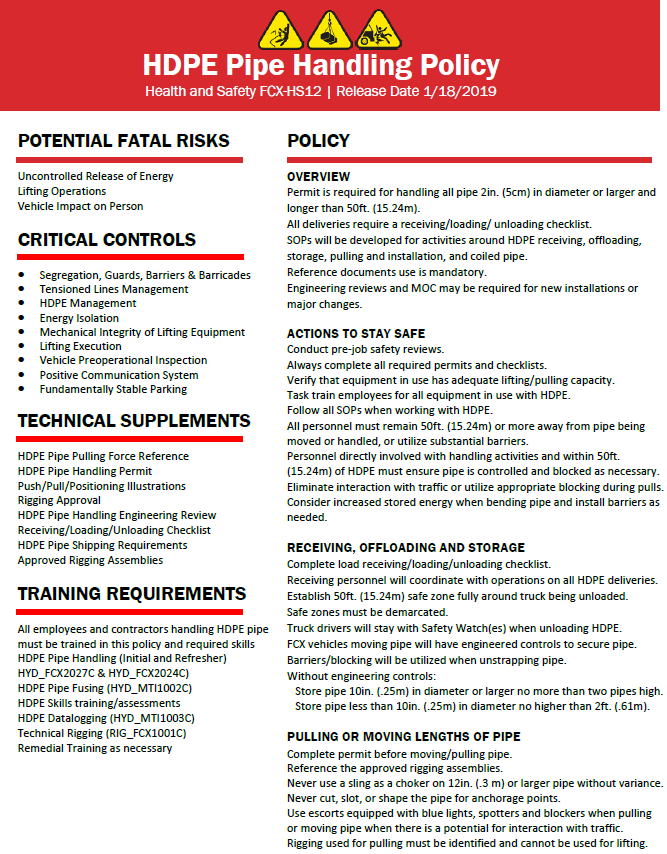 HDPE Pipe Handling Policy
Health and Safety FCX-HS12 | Release Date 1/18/2019
POTENTIAL FATAL RISKS
Uncontrolled Release of Energy
Lifting Operations
Vehicle Impact on Person
CRITICAL CONTROLS
• Segregation, Guards, Barriers & Barricades
• Tensioned Lines Management
• HDPE Management
• Energy Isolation
• Mechanical Integrity of Lifting Equipment
• Lifting Execution
• Vehicle Preoperational Inspection
• Positive Communication System
• Fundamentally Stable Parking
TECHNICAL SUPPLEMENTS
HDPE Pipe Pulling Force Reference
HDPE Pipe Handling Permit
Push/Pull/Positioning Illustrations
Rigging Approval
HDPE Pipe Handling Engineering Review
Receiving/Loading/Unloading Checklist
HDPE Pipe Shipping Requirements
Approved Rigging Assemblies
TRAINING REQUIREMENTS
All employees and contractors handling HDPE pipe
must be trained in this policy and required skills
HDPE Pipe Handling (Initial and Refresher)
HYD_FCX2027C & HYD_FCX2024C)
HDPE Pipe Fusing (HYD_MTI1002C)
HDPE Skills training/assessments
HDPE Datalogging (HYD_MTI1003C)
Technical Rigging (RIG_FCX1001C)
Remedial Training as necessary
POLICY
OVERVIEW
Permit is required for handling all pipe 2in. (5cm) in diameter or larger and
longer than 50ft. (15.24m).
All deliveries require a receiving/loading/ unloading checklist.
SOPs will be developed for activities around HDPE receiving, offloading,
storage, pulling and installation, and coiled pipe.
Reference documents use is mandatory.
Engineering reviews and MOC may be required for new installations or
major changes.
ACTIONS TO STAY SAFE
Conduct pre-job safety reviews.
Always complete all required permits and checklists.
Verify that equipment in use has adequate lifting/pulling capacity.
Task train employees for all equipment in use with HDPE.
Follow all SOPs when working with HDPE.
All personnel must remain 50ft. (15.24m) or more away from pipe being
moved or handled, or utilize substantial barriers.
Personnel directly involved with handling activities and within 50ft.
(15.24m) of HDPE must ensure pipe is controlled and blocked as necessary.
Eliminate interaction with traffic or utilize appropriate blocking during pulls.
Consider increased stored energy when bending pipe and install barriers as
needed.
RECEIVING, OFFLOADING AND STORAGE
Complete load receiving/loading/unloading checklist.
Receiving personnel will coordinate with operations on all HDPE deliveries.
Establish 50ft. (15.24m) safe zone fully around truck being unloaded.
Safe zones must be demarcated.
Truck drivers will stay with Safety Watch(es) when unloading HDPE.
FCX vehicles moving pipe will have engineered controls to secure pipe.
Barriers/blocking will be utilized when unstrapping pipe.
Without engineering controls:
Store pipe 10in. (.25m) in diameter or larger no more than two pipes high.
Store pipe less than 10in. (.25m) in diameter no higher than 2ft. (.61m).
PULLING OR MOVING LENGTHS OF PIPE
Complete permit before moving/pulling pipe.
Reference the approved rigging assemblies.
Never use a sling as a choker on 12in. (.3 m) or larger pipe without variance.
Never cut, slot, or shape the pipe for anchorage points.
Use escorts equipped with blue lights, spotters and blockers when pulling
or moving pipe when there is a potential for interaction with traffic.
Rigging used for pulling must be identified and cannot be used for lifting.